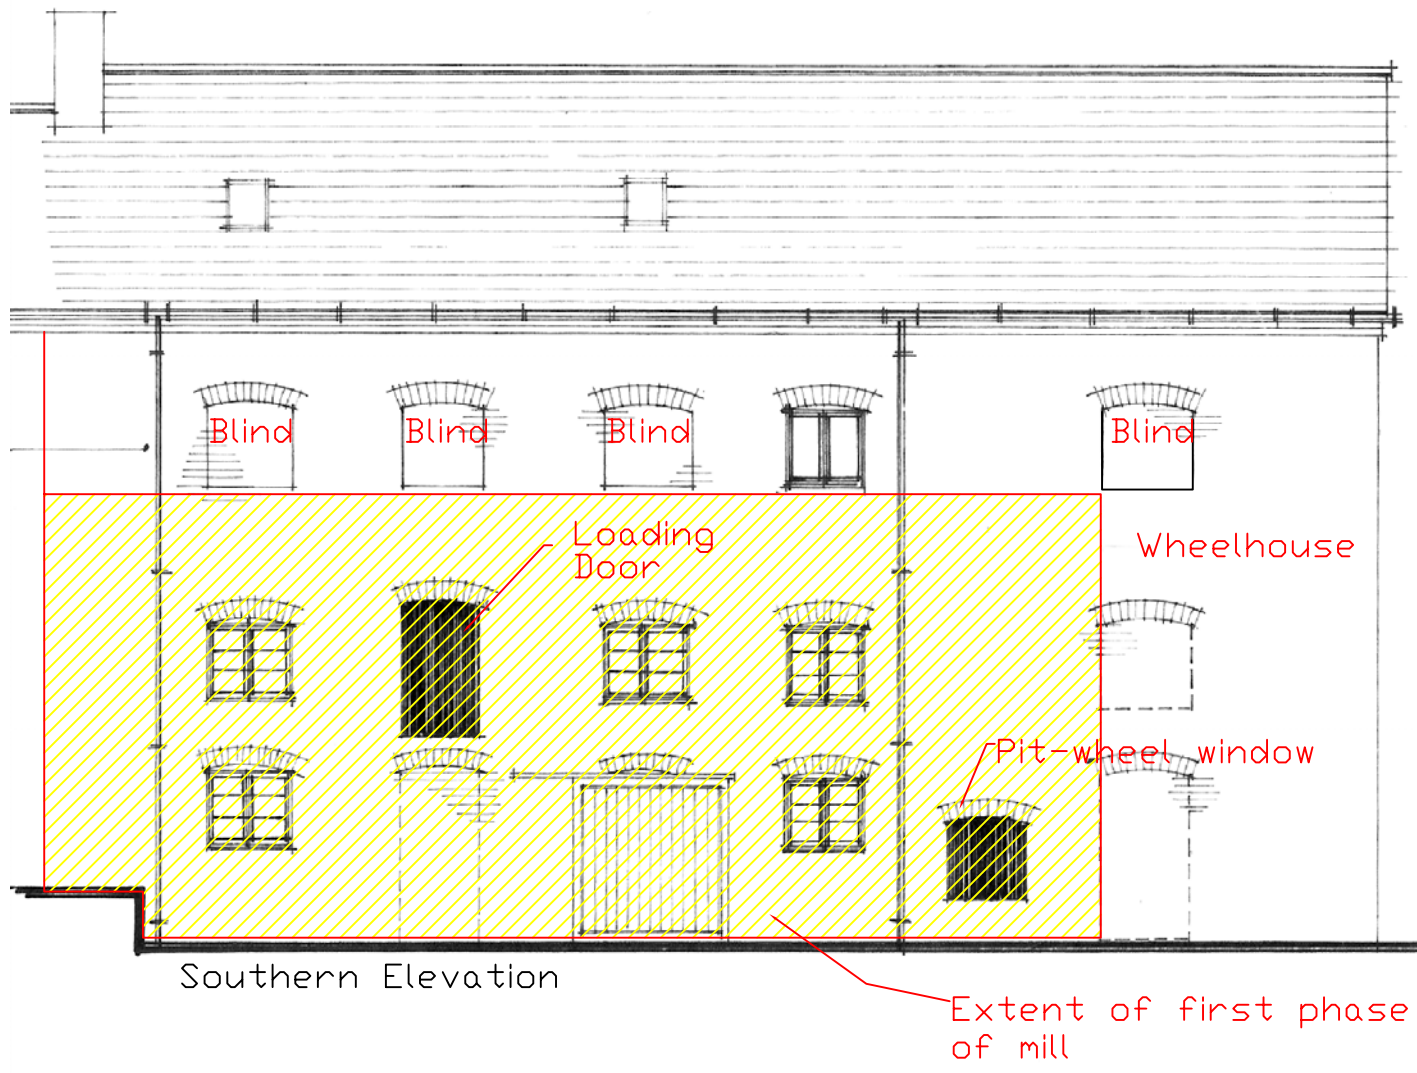 Blind
Blind
Blind
Blind
Loading
Door
Wheelhouse
Pit-wheel window
Southern Elevation
Extent of first phase
of mill